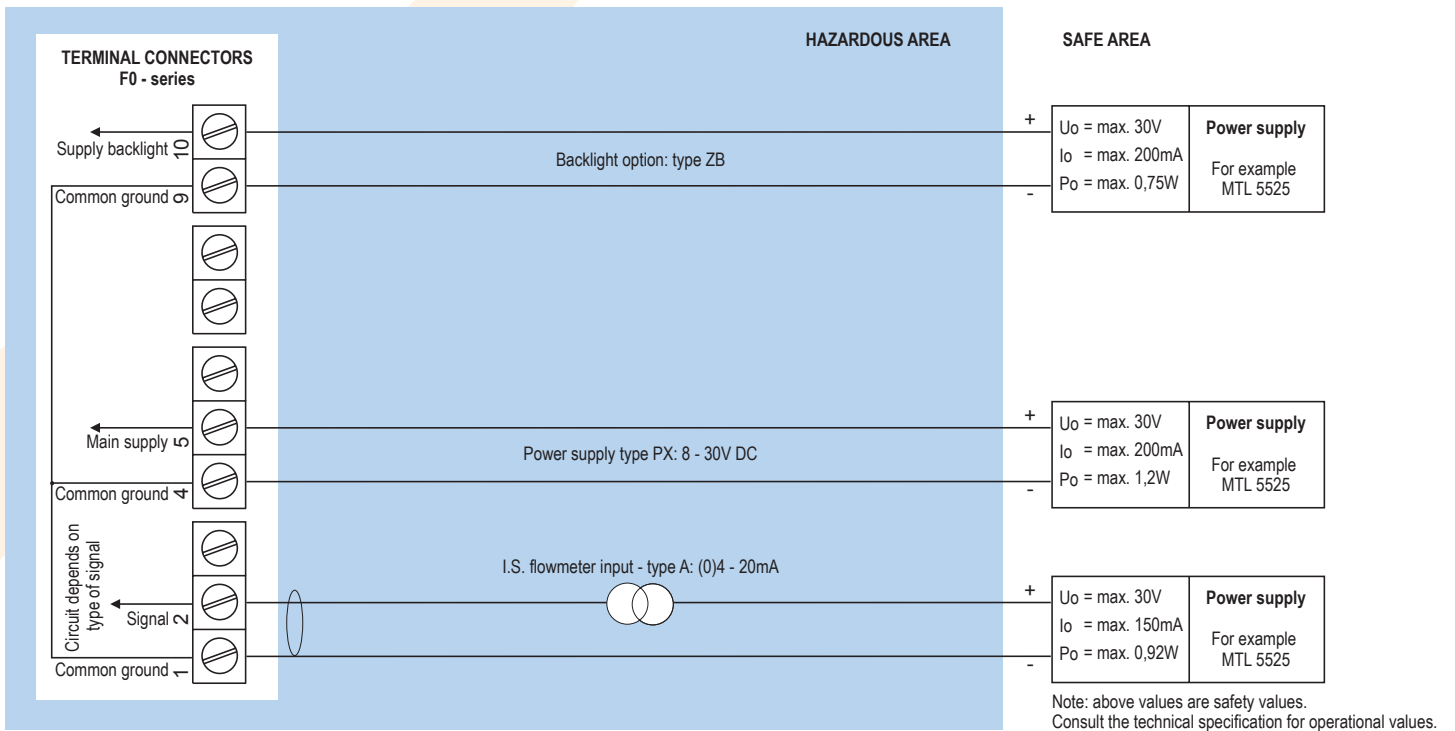 HAZARDOUS AREA
SAFE AREA
TERMINAL CONNECTORS
F0 - series
Supply backlight 10
Common ground 9
Backlight option: type ZB
+
-
Uo = max. 30V
Io = max. 200mA
Po = max. 0,75W
Power supply
For example
MTL 5525
Main supply 5
Common ground 4
Power supply type PX: 8 - 30V DC
+
-
Uo = max. 30V
Io = max. 200mA
Po = max. 1,2W
Power supply
For example
MTL 5525
Circuit depends on
type of signal
Signal 2
Common ground 1
I.S. flowmeter input - type A: (0)4 - 20mA
+
-
Uo = max. 30V
Io = max. 150mA
Po = max. 0,92W
Power supply
For example
MTL 5525
Note: above values are safety values.
Consult the technical specification for operational values.